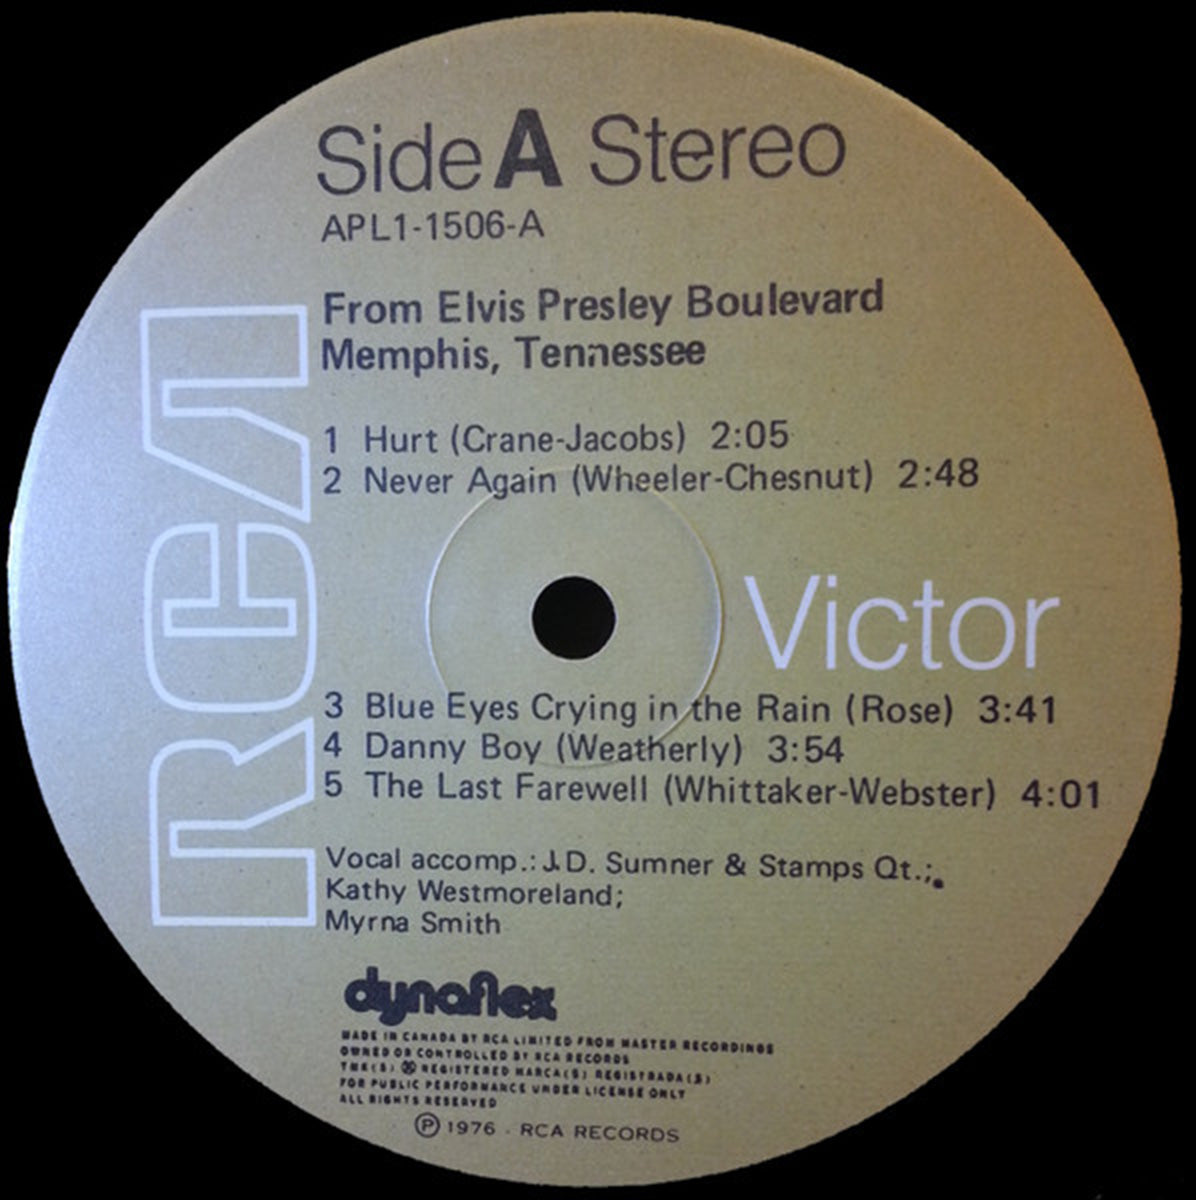 Side A Stereo
APL1-1506-A
From Elvis Presley Boulevard
Memphis, Tennessee
1 Hurt (Crane-Jacobs) 2:05
2 Never Again (Wheeler-Chesnut) 2:48
RCA
Victor
3 Blue Eyes Crying in the Rain (Rose) 3:41
4 Danny Boy (Weatherly) 3:54
5 The Last Farewell (Whittaker-Webster) 4:01
Vocal accomp.: J.D. Sumner & Stamps Qt.;
Kathy Westmoreland;
Myrna Smith
dynaflex
MADE IN CANADA BY RCA LIMITED FROM MASTER RECORDINGS
OWNED OR CONTROLLED BY RCA RECORDS
TMK(S) ® REGISTERED MARCA(S) REGISTRADA(S)
FOR PUBLIC PERFORMANCE UNDER LICENSE ONLY
ALL RIGHTS RESERVED
℗ 1976 - RCA RECORDS